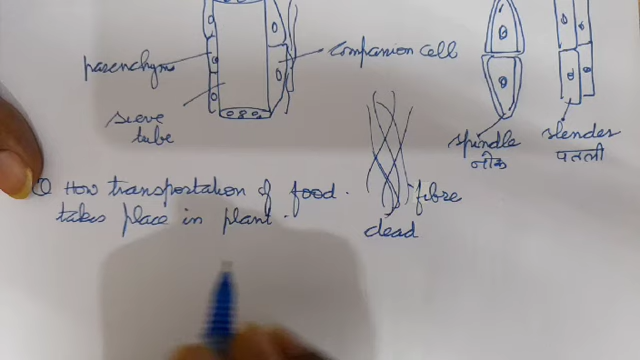 parenchyma
companion cell
sieve
tube
spindle
slender
पतली
Q How transportation of food.
takes place in plant.
fibre
dead